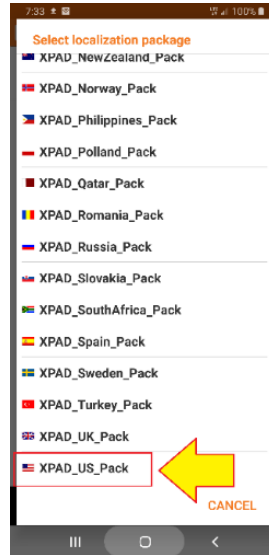 7:33
100%
Select localization package
XPAD_NewZealand_Pack
XPAD_Norway_Pack
XPAD_Philippines_Pack
XPAD_Polland_Pack
XPAD_Qatar_Pack
XPAD_Romania_Pack
XPAD_Russia_Pack
XPAD_Slovakia_Pack
XPAD_SouthAfrica_Pack
XPAD_Spain_Pack
XPAD_Sweden_Pack
XPAD_Turkey_Pack
XPAD_UK_Pack
XPAD_US_Pack
CANCEL